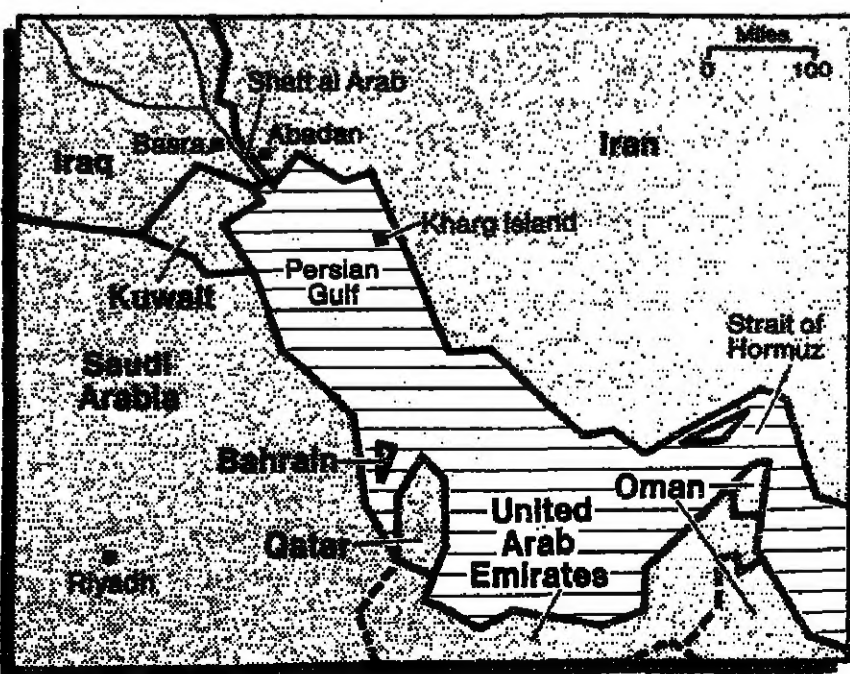 Miles
0 100
Shatt al Arab
Basra
Abadan
Iraq
Iran
Kharg Island
Persian
Gulf
Kuwait
Strait of
Hormuz
Saudi
Arabia
Bahrain
Oman
United
Arab
Emirates
Qatar
Riyadh